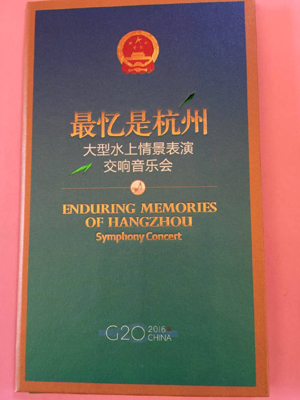 最忆是杭州
大型水上情景表演
交响音乐会
ENDURING MEMORIES
OF HANGZHOU
Symphony Concert
G20 2016
CHINA